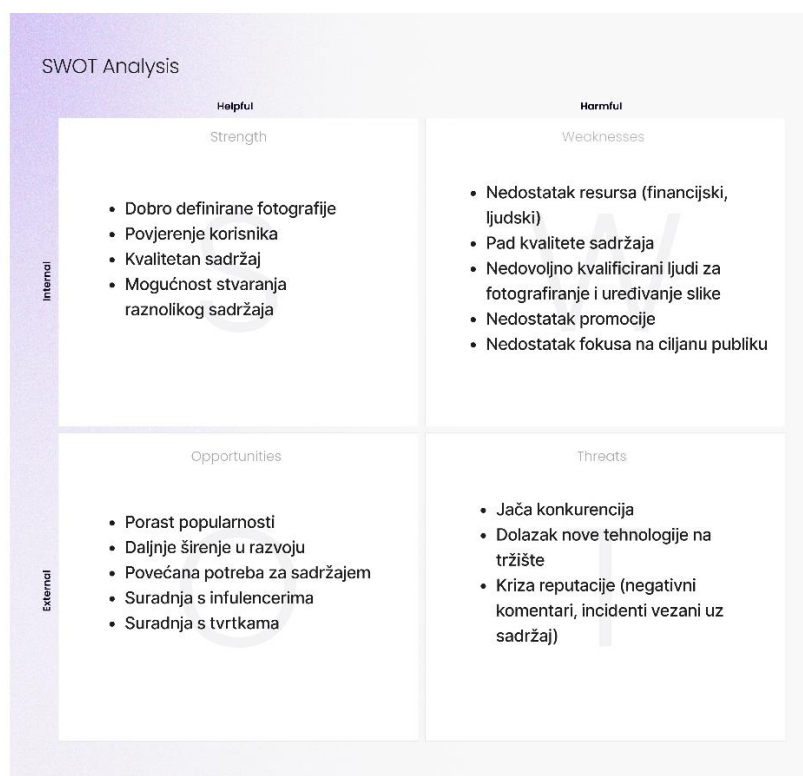 SWOT Analysis
Helpful
Harmful
Internal
Strength
• Dobro definirane fotografije
• Povjerenje korisnika
• Kvalitetan sadržaj
• Mogućnost stvaranja
raznolikog sadržaja
S
Weaknesses
• Nedostatak resursa (financijski,
ljudski)
• Pad kvalitete sadržaja
• Nedovoljno kvalificirani ljudi za
fotografiranje i uređivanje slike
• Nedostatak promocije
• Nedostatak fokusa na ciljanu publiku
W
External
Opportunities
• Porast popularnosti
• Daljnje širenje u razvoju
• Povećana potreba za sadržajem
• Suradnja s infulencerima
• Suradnja s tvrtkama
O
Threats
• Jača konkurencija
• Dolazak nove tehnologije na
tržište
• Kriza reputacije (negativni
komentari, incidenti vezani uz
sadržaj)
T